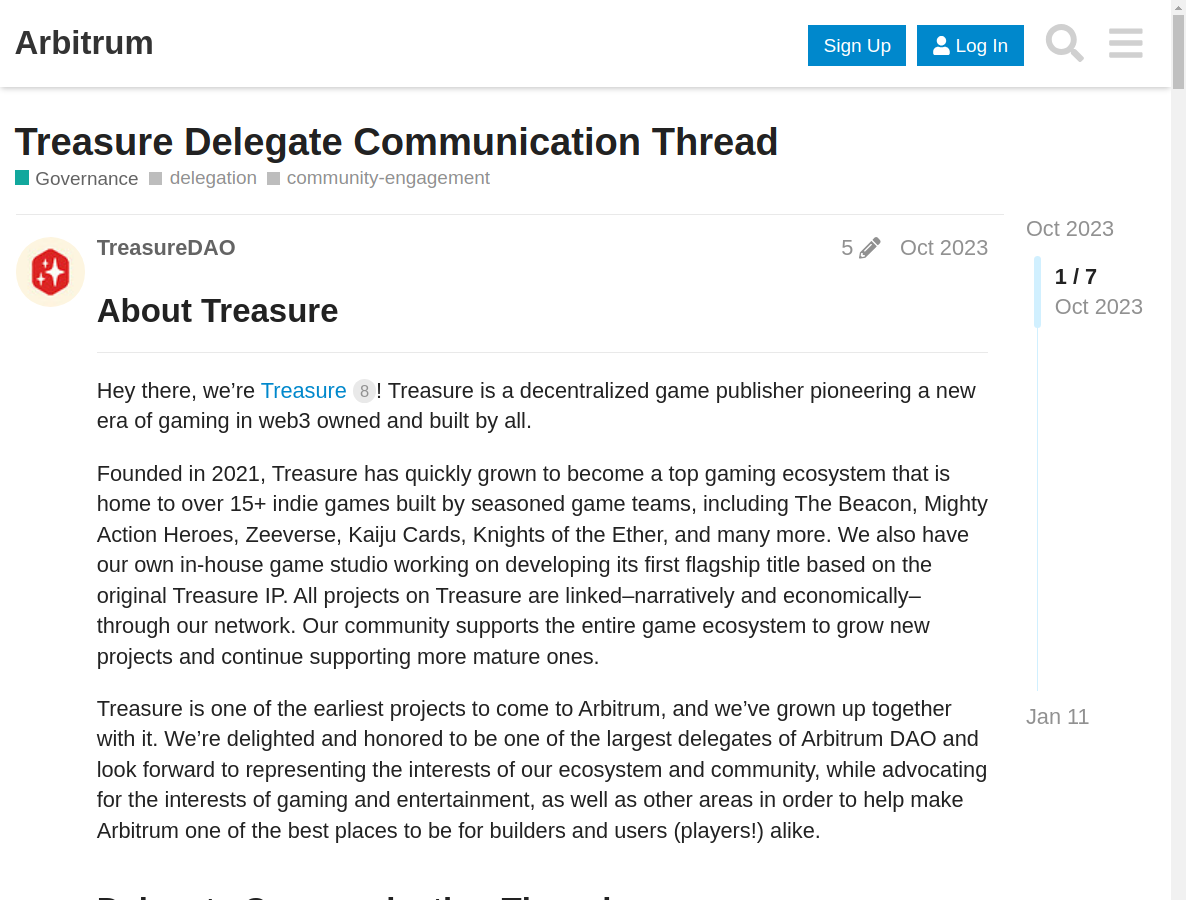 Arbitrum
Sign Up
Log In
Treasure Delegate Communication Thread
Governance delegation community-engagement
TreasureDAO
5
Oct 2023
About Treasure
Hey there, we’re Treasure 8! Treasure is a decentralized game publisher pioneering a new
era of gaming in web3 owned and built by all.
Founded in 2021, Treasure has quickly grown to become a top gaming ecosystem that is
home to over 15+ indie games built by seasoned game teams, including The Beacon, Mighty
Action Heroes, Zeeverse, Kaiju Cards, Knights of the Ether, and many more. We also have
our own in-house game studio working on developing its first flagship title based on the
original Treasure IP. All projects on Treasure are linked–narratively and economically–
through our network. Our community supports the entire game ecosystem to grow new
projects and continue supporting more mature ones.
Treasure is one of the earliest projects to come to Arbitrum, and we’ve grown up together
with it. We’re delighted and honored to be one of the largest delegates of Arbitrum DAO and
look forward to representing the interests of our ecosystem and community, while advocating
for the interests of gaming and entertainment, as well as other areas in order to help make
Arbitrum one of the best places to be for builders and users (players!) alike.
Delegate Communication Thread
Oct 2023
1 / 7
Oct 2023
Jan 11